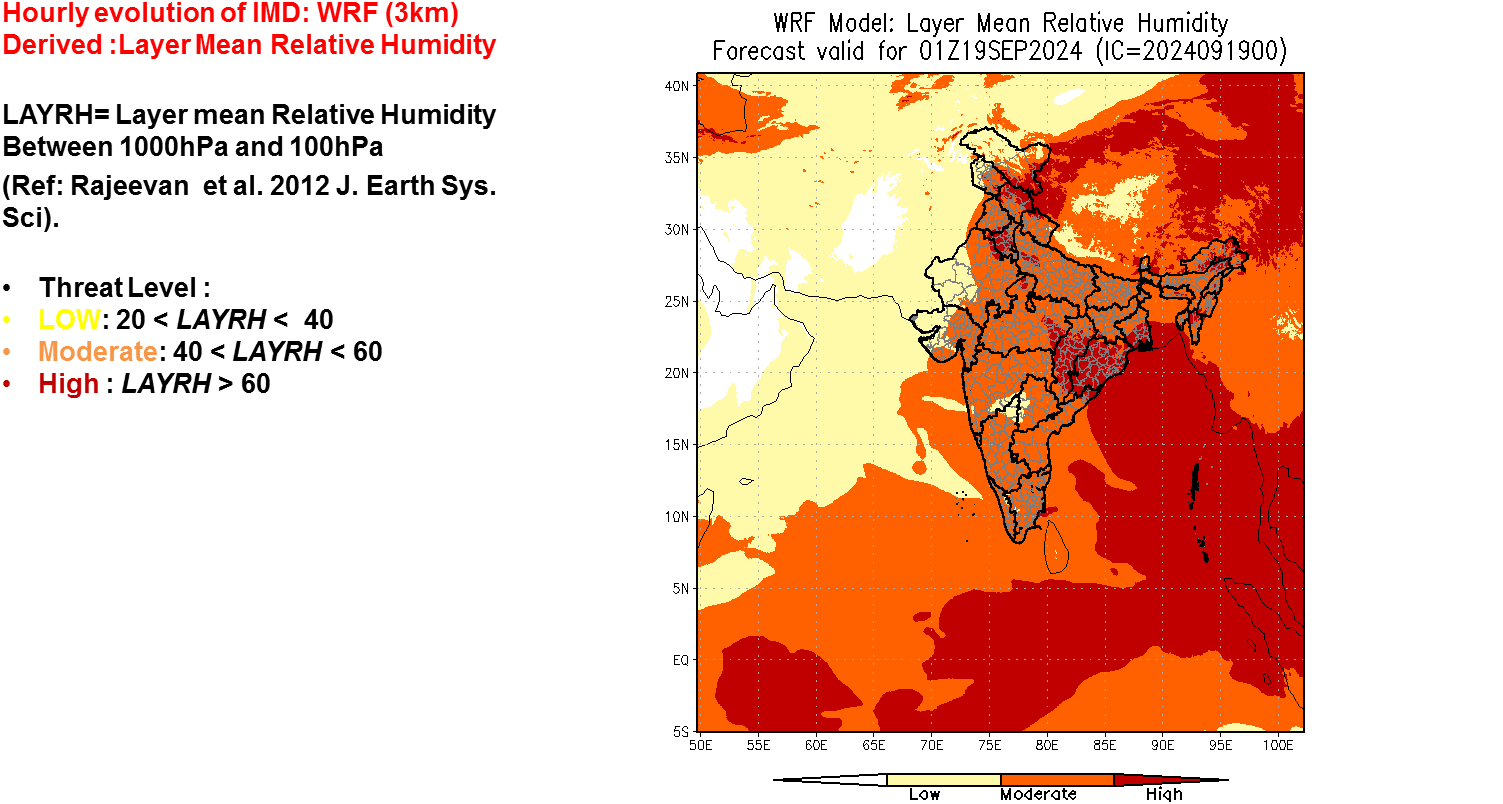 Hourly evolution of IMD: WRF (3km)
Derived :Layer Mean Relative Humidity
LAYRH= Layer mean Relative Humidity
Between 1000hPa and 100hPa
(Ref: Rajeevan et al. 2012 J. Earth Sys.
Sci).
• Threat Level :
• LOW: 20 < LAYRH < 40
• Moderate: 40 < LAYRH < 60
• High : LAYRH > 60
WRF Model: Layer Mean Relative Humidity
Forecast valid for 01Z19SEP2024 (IC=2024091900)
40N
35N
30N
25N
20N
15N
10N
5N
EQ
5S
50E 55E 60E 65E 70E 75E 80E 85E 90E 95E 100E
Low Moderate High